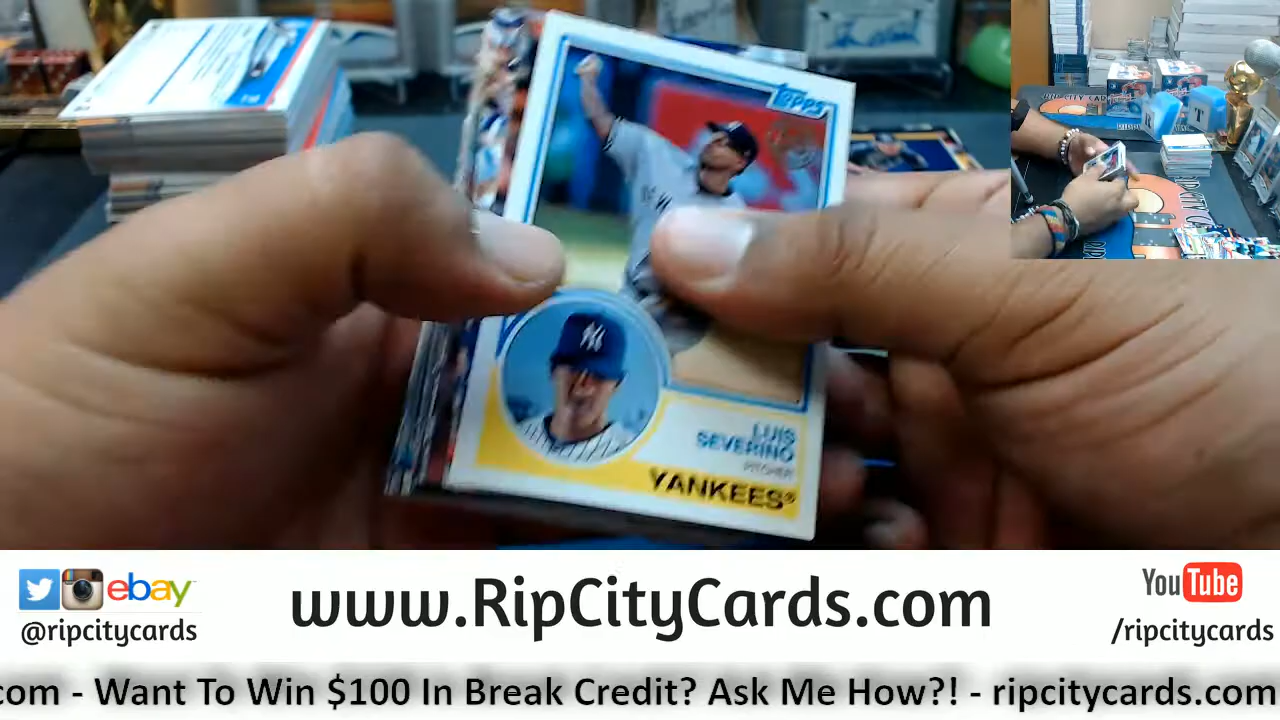 Topps
NY
LUIS
SEVERINO
PITCHER
YANKEES®
ebay
@ripcitycards
www.RipCityCards.com
YouTube
/ripcitycards
com - Want To Win $100 In Break Credit? Ask Me How?! - ripcitycards.com